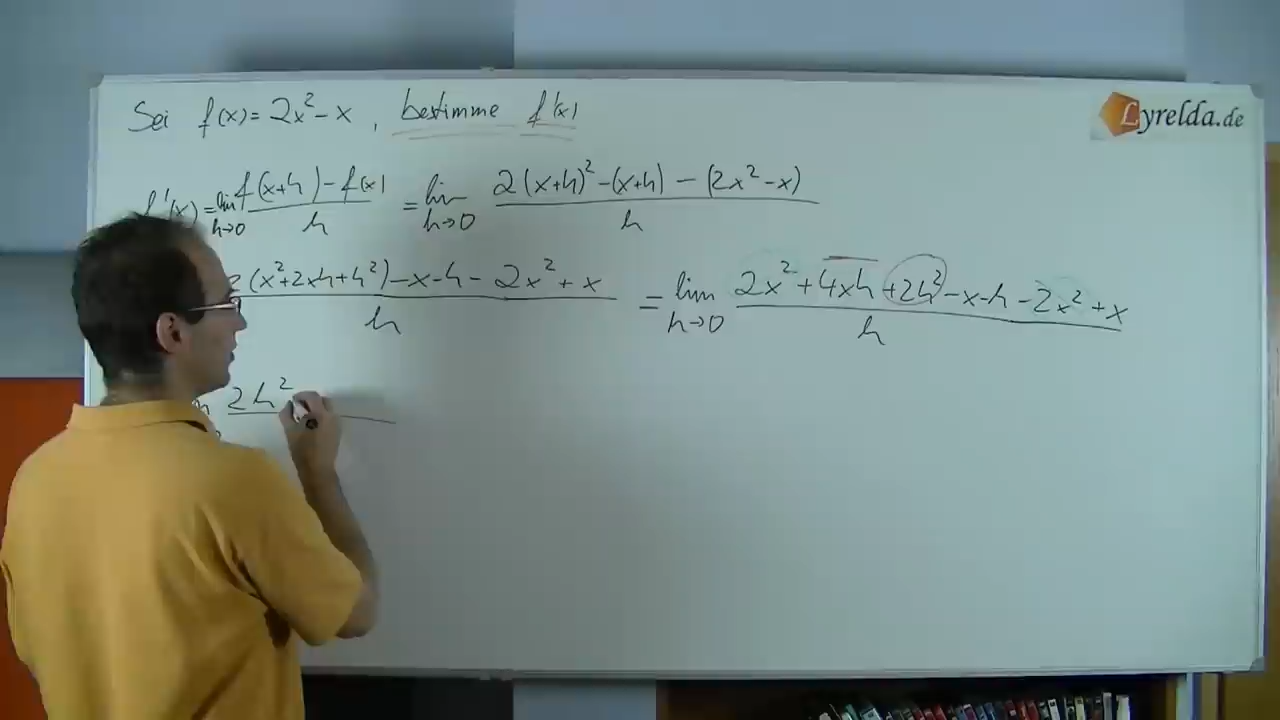 Sei f(x) = 2x² - x , bestimme f'(x)
Lyrelda.de
f'(x) = lim h→0 f(x+h) - f(x) / h = lim h→0 2(x+h)² - (x+h) - (2x² - x) / h
2(x²+2xh+h²) - x - h - 2x² + x / h = lim h→0 2x² + 4xh + 2h² - x - h - 2x² + x / h
2h²